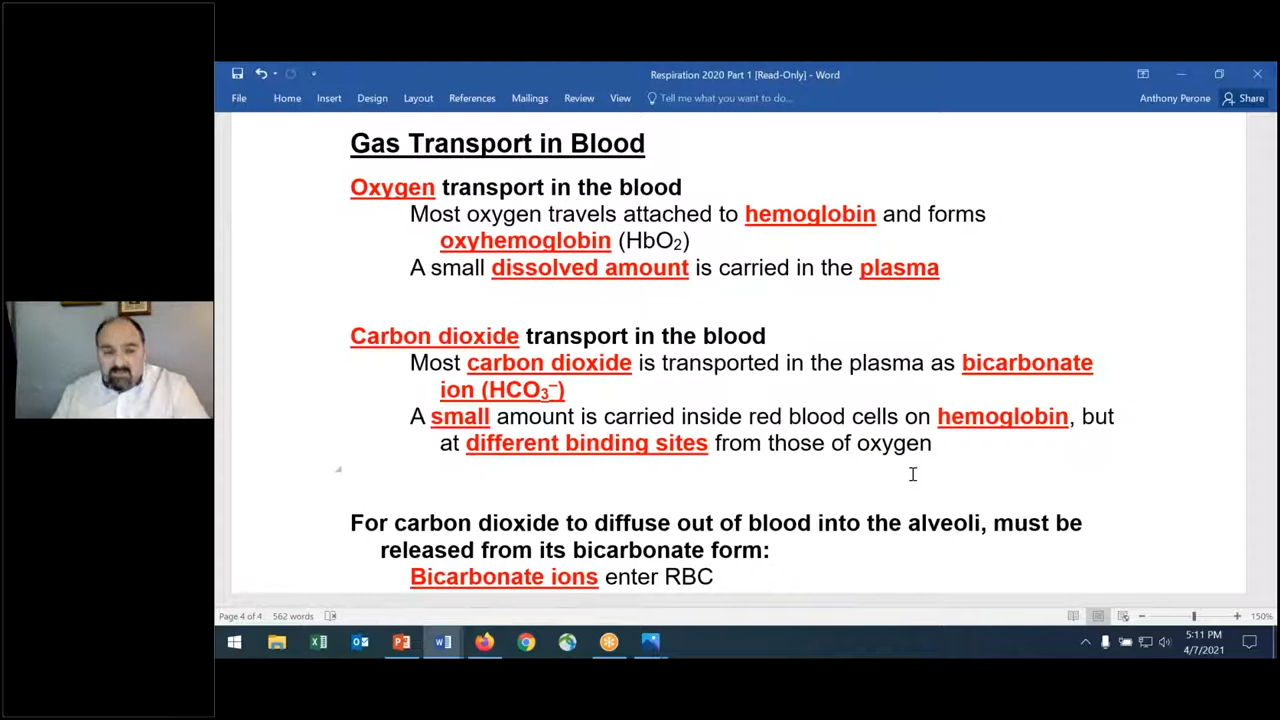 Respiration 2020 Part 1 [Read-Only] - Word
File Home Insert Design Layout References Mailings Review View Tell me what you want to do... Anthony Perone Share
Gas Transport in Blood
Oxygen transport in the blood
Most oxygen travels attached to hemoglobin and forms
oxyhemoglobin (HbO₂)
A small dissolved amount is carried in the plasma
Carbon dioxide transport in the blood
Most carbon dioxide is transported in the plasma as bicarbonate
ion (HCO₃⁻)
A small amount is carried inside red blood cells on hemoglobin, but
at different binding sites from those of oxygen
For carbon dioxide to diffuse out of blood into the alveoli, must be
released from its bicarbonate form:
Bicarbonate ions enter RBC
Page 4 of 4 562 words 150%
5:11 PM
4/7/2021